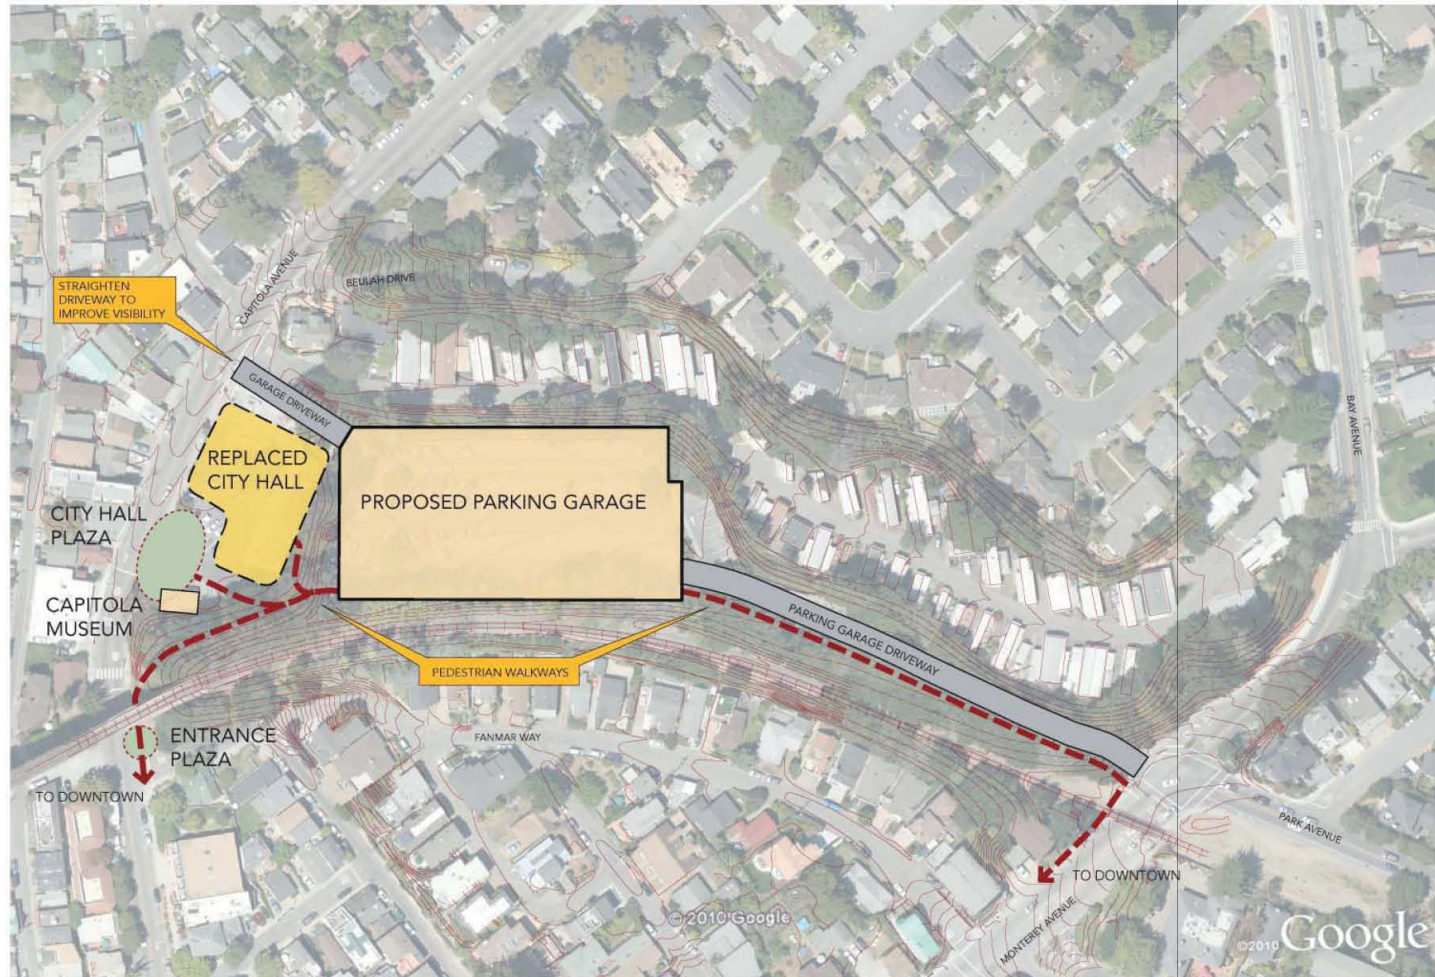 CAPITOLA AVENUE
BEULAH DRIVE
STRAIGHTEN
DRIVEWAY TO
IMPROVE VISIBILITY
GARAGE DRIVEWAY
BAY AVENUE
REPLACED
CITY HALL
PROPOSED PARKING GARAGE
CITY HALL
PLAZA
CAPITOLA
MUSEUM
PARKING GARAGE DRIVEWAY
PEDESTRIAN WALKWAYS
ENTRANCE
PLAZA
FANMAR WAY
TO DOWNTOWN
PARK AVENUE
TO DOWNTOWN
MONTEREY AVENUE
© 2010 Google
©2010 Google